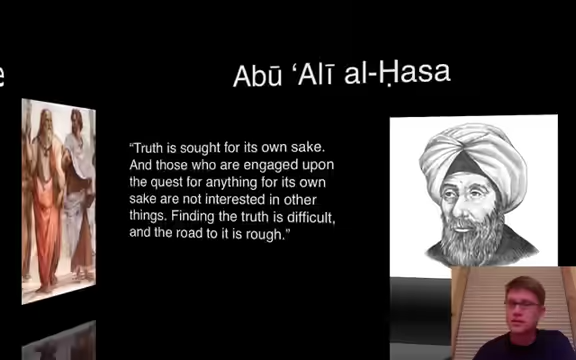 e
Abū ‘Alī al-Ḥasa
“Truth is sought for its own sake.
And those who are engaged upon
the quest for anything for its own
sake are not interested in other
things. Finding the truth is difficult,
and the road to it is rough.”